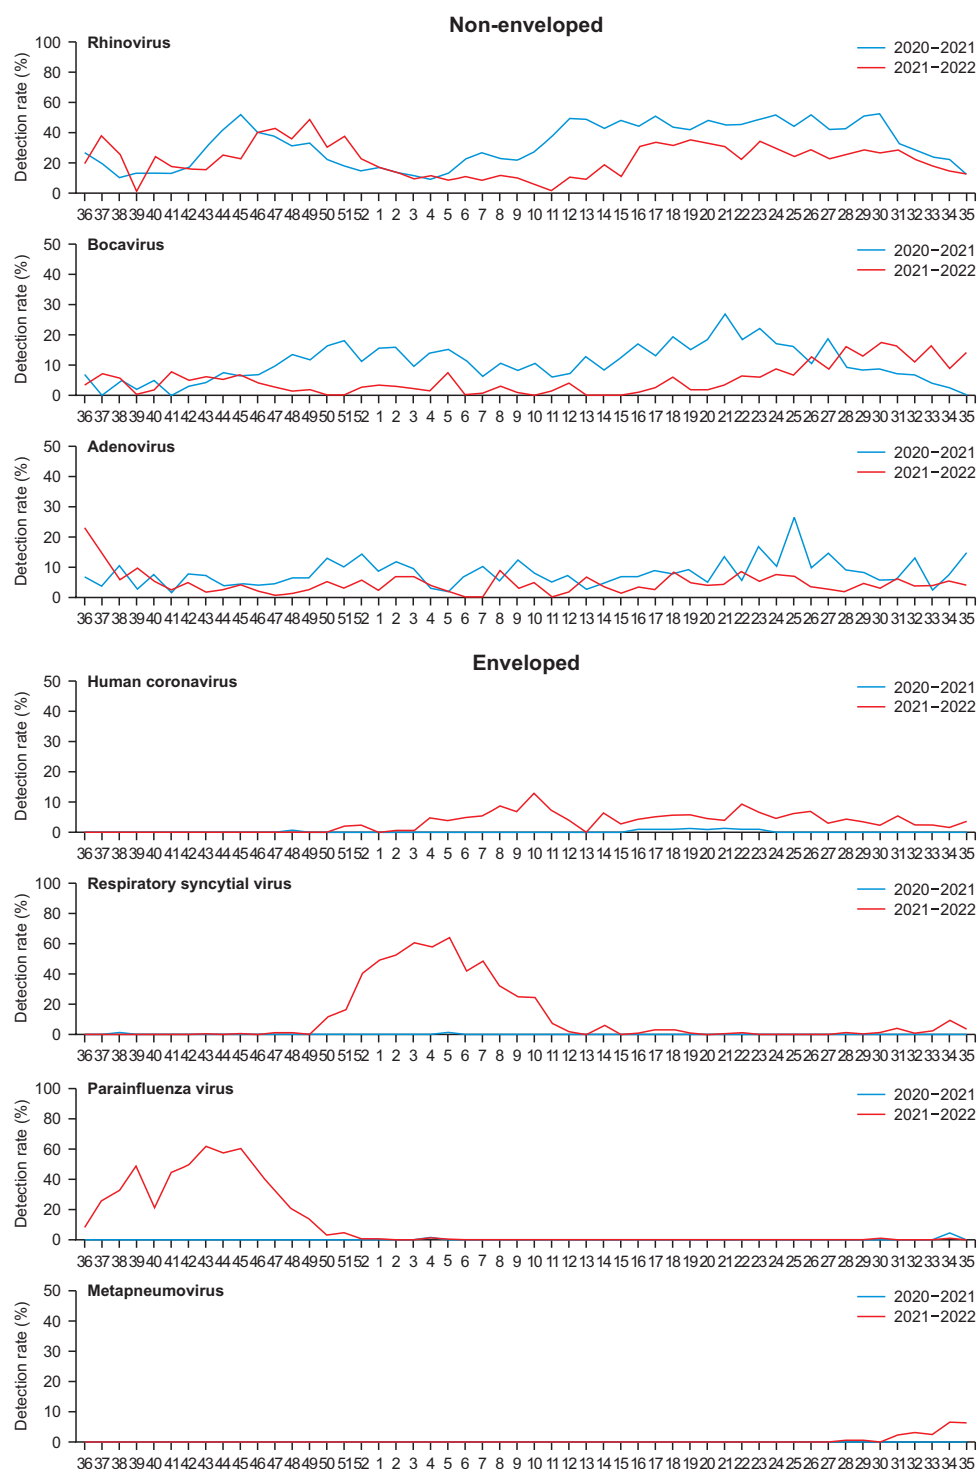 Non-enveloped
Rhinovirus
Detection rate (%)
100
80
60
40
20
0
2020−2021
2021−2022
36 37 38 39 40 41 42 43 44 45 46 47 48 49 50 51 52 1 2 3 4 5 6 7 8 9 10 11 12 13 14 15 16 17 18 19 20 21 22 23 24 25 26 27 28 29 30 31 32 33 34 35
Bocavirus
Detection rate (%)
50
40
30
20
10
0
2020−2021
2021−2022
36 37 38 39 40 41 42 43 44 45 46 47 48 49 50 51 52 1 2 3 4 5 6 7 8 9 10 11 12 13 14 15 16 17 18 19 20 21 22 23 24 25 26 27 28 29 30 31 32 33 34 35
Adenovirus
Detection rate (%)
50
40
30
20
10
0
2020−2021
2021−2022
36 37 38 39 40 41 42 43 44 45 46 47 48 49 50 51 52 1 2 3 4 5 6 7 8 9 10 11 12 13 14 15 16 17 18 19 20 21 22 23 24 25 26 27 28 29 30 31 32 33 34 35
Enveloped
Human coronavirus
Detection rate (%)
50
40
30
20
10
0
2020−2021
2021−2022
36 37 38 39 40 41 42 43 44 45 46 47 48 49 50 51 52 1 2 3 4 5 6 7 8 9 10 11 12 13 14 15 16 17 18 19 20 21 22 23 24 25 26 27 28 29 30 31 32 33 34 35
Respiratory syncytial virus
Detection rate (%)
100
80
60
40
20
0
2020−2021
2021−2022
36 37 38 39 40 41 42 43 44 45 46 47 48 49 50 51 52 1 2 3 4 5 6 7 8 9 10 11 12 13 14 15 16 17 18 19 20 21 22 23 24 25 26 27 28 29 30 31 32 33 34 35
Parainfluenza virus
Detection rate (%)
100
80
60
40
20
0
2020−2021
2021−2022
36 37 38 39 40 41 42 43 44 45 46 47 48 49 50 51 52 1 2 3 4 5 6 7 8 9 10 11 12 13 14 15 16 17 18 19 20 21 22 23 24 25 26 27 28 29 30 31 32 33 34 35
Metapneumovirus
Detection rate (%)
50
40
30
20
10
0
2020−2021
2021−2022
36 37 38 39 40 41 42 43 44 45 46 47 48 49 50 51 52 1 2 3 4 5 6 7 8 9 10 11 12 13 14 15 16 17 18 19 20 21 22 23 24 25 26 27 28 29 30 31 32 33 34 35